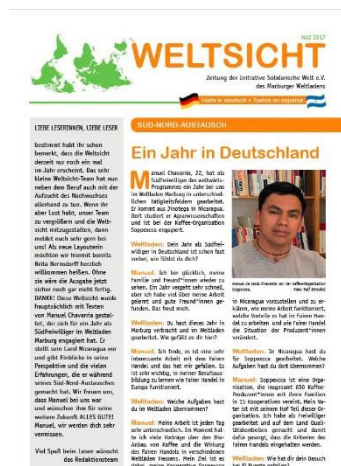 MAI 2017
WELTSICHT
Zeitung der Initiative Solidarische Welt e.V.
des Marburger Weltladens
Texte in deutsch + Textos en espanol
LIEBE LESERINNEN, LIEBE LESER
bestimmt habt ihr schon
bemerkt, dass die Weltsicht
derzeit nur noch ein mal
im Jahr erscheint. Das sehr
kleine Weltsicht-Team hat nun
neben dem Beruf auch mit der
Aufzucht des Nachwuchses
allerhand zu tun. Wenn ihr
aber Lust habt, unser Team
zu vergrößern und die Welt-
sicht mitzugestalten, dann
meldet euch sehr gern bei
uns! Als neue Layouterin
möchten wir hiermit bereits
Brita Bernsdorff herzlich
willkommen heißen. Ohne
sie wäre die Ausgabe jetzt
sicher noch gar nicht fertig.
DANKE! Diese Weltsicht wurde
hauptsächlich mit Texten
von Manuel Chavarria gestal-
tet, der sich für ein Jahr als
Südfreiwilliger im Weltladen
Marburg engagiert hat. Er
stellt sein Land Nicaragua vor
und gibt Einblicke in seine
Perspektive und die vielen
Erfahrungen, die er während
seines Süd-Nord-Austausches
gemacht hat. Wir freuen uns,
dass Manuel bei uns war
und wünschen ihm für seine
weitere Zukunft ALLES GUTE!
Manuel, wir werden dich sehr
vermissen.
Viel Spaß beim Lesen wünscht
das Redaktionsteam
SÜD-NORD-AUSTAUSCH
Ein Jahr in Deutschland
Manuel Chavarria, 22, hat als
Südfreiwilliger des weltwärts-
Programmes ein Jahr bei uns
im Weltladen Marburg in unterschied-
lichen Tätigkeitsfeldern gearbeitet.
Er kommt aus Jinotega in Nicaragua.
Dort studiert er Agrarwissenschaften
und ist bei der Kaffee-Organisation
Soppexcca engagiert.
Weltladen: Dein Jahr als Südfrei-
williger in Deutschland ist schon fast
vorbei, wie fühlst du dich?
Manuel: Ich bin glücklich, meine
Familie und Freund*innen wieder zu
sehen. Ein Jahr vergeht sehr schnell,
aber ich habe viel über meine Arbeit
gelernt und gute Freund*innen ge-
funden. Das freut mich.
Weltladen: Du hast dieses Jahr in
Marburg verbracht und im Weltladen
gearbeitet. Wie gefällt es dir hier?
Manuel: Ich finde, es ist eine sehr
interessante Arbeit mit dem Fairen
Handel und das hat mir gefallen. Es
ist sehr wichtig, in meiner Berufsaus-
bildung zu lernen wie Fairer Handel in
Europa funktioniert.
Weltladen: Welche Aufgaben hast
du im Weltladen übernommen?
Manuel: Meine Arbeit ist jeden Tag
sehr unterschiedlich. Im Moment hal-
te ich viele Vorträge über den Bio-
Anbau von Kaffee und die Wirkung
des Fairen Handels in verschiedenen
Weltläden Hessens. Mein Ziel ist es
dabei, meine Kooperative Soppexcca
in Nicaragua vorzustellen und zu er-
klären, wie meine Arbeit funktioniert,
welche Vorteile es hat im Fairen Han-
del zu arbeiten und wie Fairer Handel
die Situation der Produzent*innen
verändert.
Weltladen: In Nicaragua hast du
für Soppexcca gearbeitet. Welche
Aufgaben hast du dort übernommen?
Manuel: Soppexcca ist eine Orga-
nisation, die insgesamt 650 Kaffee-
Produzent*innen mit ihren Familien
in 15 Kooperativen vereint. Mein Va-
ter ist mit seinem Hof Teil dieser Or-
ganisation. Ich habe als freiwilliger
gearbeitet und auf dem Land Quali-
tätskontrollen gemacht und damit
dafür gesorgt, dass die Kriterien des
Fairen Handels eingehalten werden.
Weltladen: Wie hat dir dein Besuch